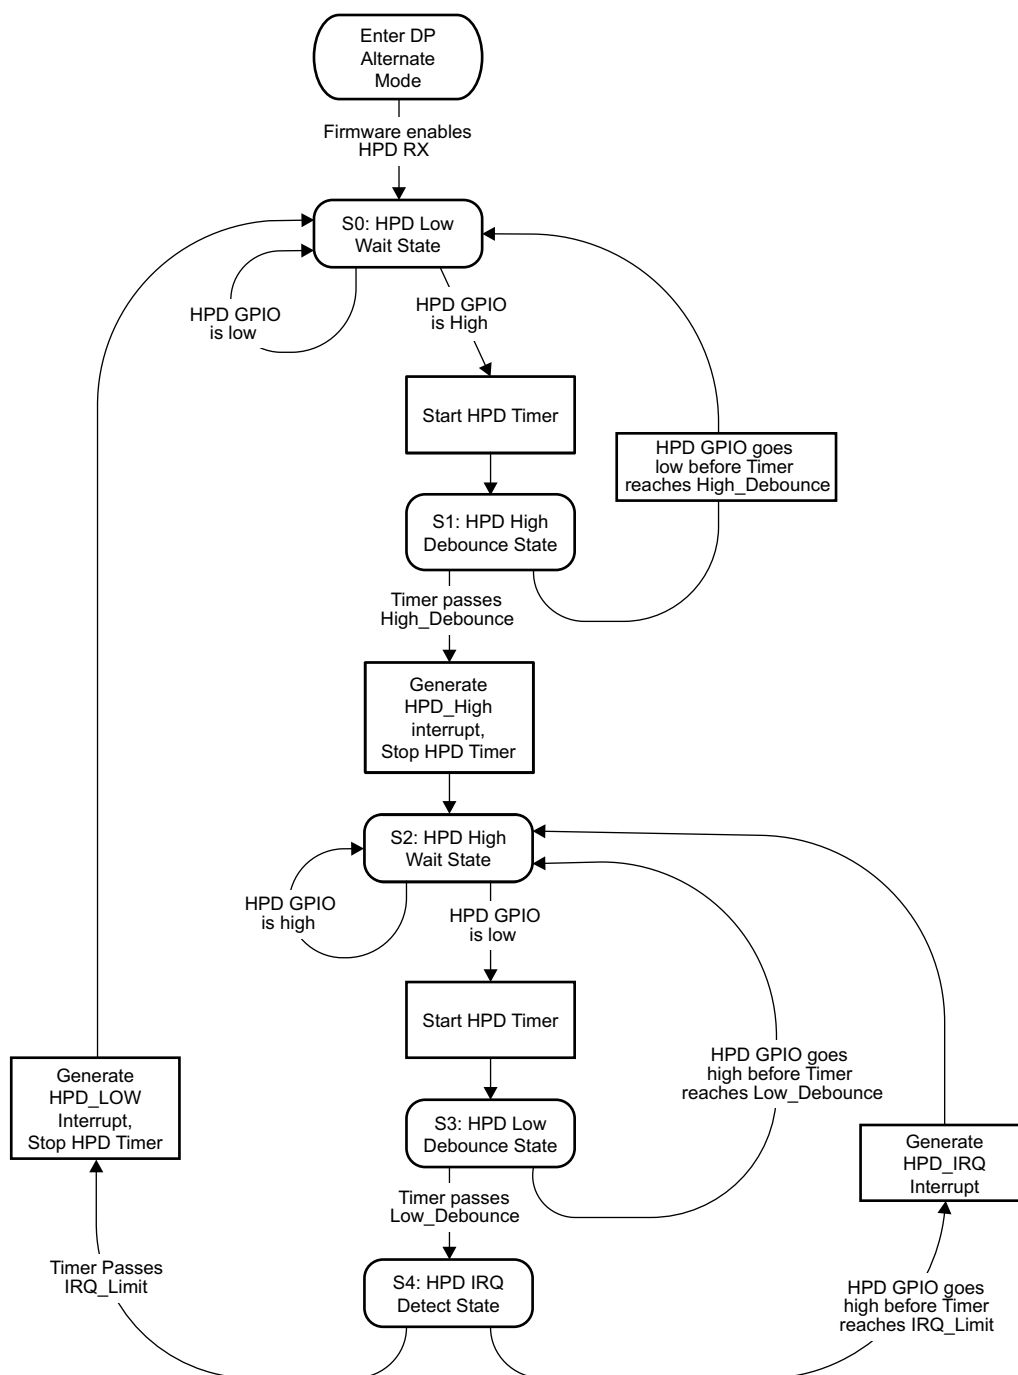 Enter DP
Alternate
Mode
Firmware enables
HPD RX
S0: HPD Low
Wait State
HPD GPIO
is low
HPD GPIO
is High
Start HPD Timer
HPD GPIO goes
low before Timer
reaches High_Debounce
S1: HPD High
Debounce State
Timer passes
High_Debounce
Generate
HPD_High
interrupt,
Stop HPD Timer
S2: HPD High
Wait State
HPD GPIO
is high
HPD GPIO
is low
Start HPD Timer
HPD GPIO goes
high before Timer
reaches Low_Debounce
Generate
HPD_LOW
Interrupt,
Stop HPD Timer
S3: HPD Low
Debounce State
Generate
HPD_IRQ
Interrupt
Timer passes
Low_Debounce
Timer Passes
IRQ_Limit
S4: HPD IRQ
Detect State
HPD GPIO goes
high before Timer
reaches IRQ_Limit